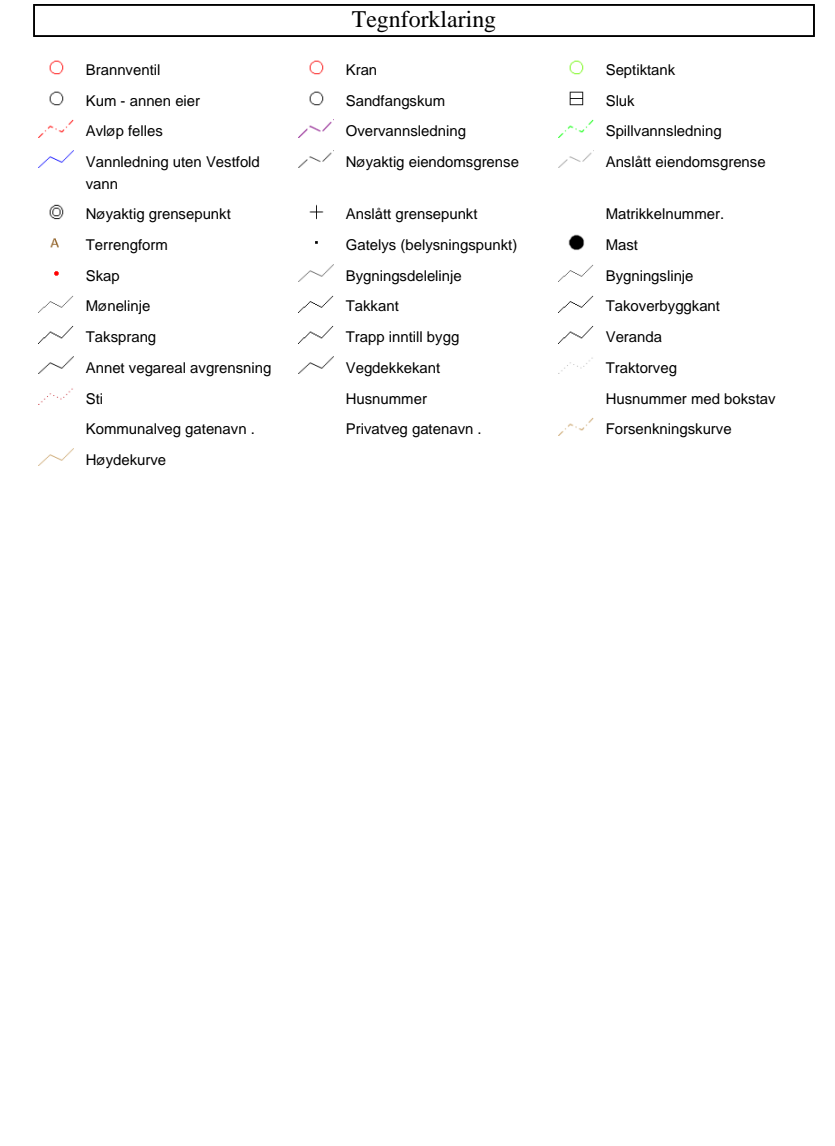 Tegnforklaring
Brannventil Kran Septiktank
Kum - annen eier Sandfangskum Sluk
Avløp felles Overvannsledning Spillvannsledning
Vannledning uten Vestfold Nøyaktig eiendomsgrense Anslått eiendomsgrense
vann
Nøyaktig grensepunkt Anslått grensepunkt Matrikkelnummer.
A Terrengform Gatelys (belysningspunkt) Mast
Skap Bygningsdelelinje Bygningslinje
Mønelinje Takkant Takoverbyggkant
Taksprang Trapp inntill bygg Veranda
Annet vegareal avgrensning Vegdekkekant Traktorveg
Sti Husnummer Husnummer med bokstav
Kommunalveg gatenavn . Privatveg gatenavn . Forsenkningskurve
Høydekurve